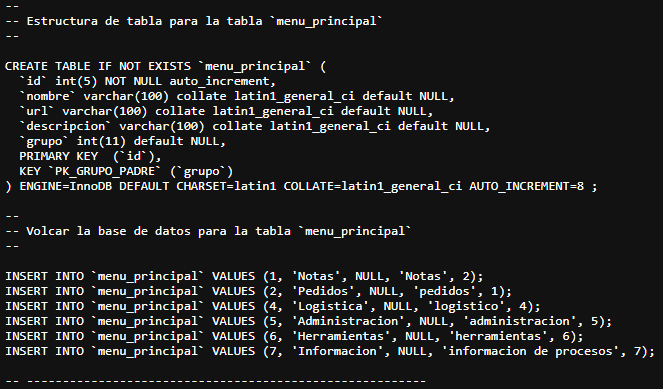 --
-- Estructura de tabla para la tabla `menu_principal`
--
CREATE TABLE IF NOT EXISTS `menu_principal` (
`id` int(5) NOT NULL auto_increment,
`nombre` varchar(100) collate latin1_general_ci default NULL,
`url` varchar(100) collate latin1_general_ci default NULL,
`descripcion` varchar(100) collate latin1_general_ci default NULL,
`grupo` int(11) default NULL,
PRIMARY KEY  (`id`),
KEY `PK_GRUPO_PADRE` (`grupo`)
) ENGINE=InnoDB DEFAULT CHARSET=latin1 COLLATE=latin1_general_ci AUTO_INCREMENT=8 ;
--
-- Volcar la base de datos para la tabla `menu_principal`
--
INSERT INTO `menu_principal` VALUES (1, 'Notas', NULL, 'Notas', 2);
INSERT INTO `menu_principal` VALUES (2, 'Pedidos', NULL, 'pedidos', 1);
INSERT INTO `menu_principal` VALUES (4, 'Logistica', NULL, 'logistico', 4);
INSERT INTO `menu_principal` VALUES (5, 'Administracion', NULL, 'administracion', 5);
INSERT INTO `menu_principal` VALUES (6, 'Herramientas', NULL, 'herramientas', 6);
INSERT INTO `menu_principal` VALUES (7, 'Informacion', NULL, 'informacion de procesos', 7);
-- --------------------------------------------------------